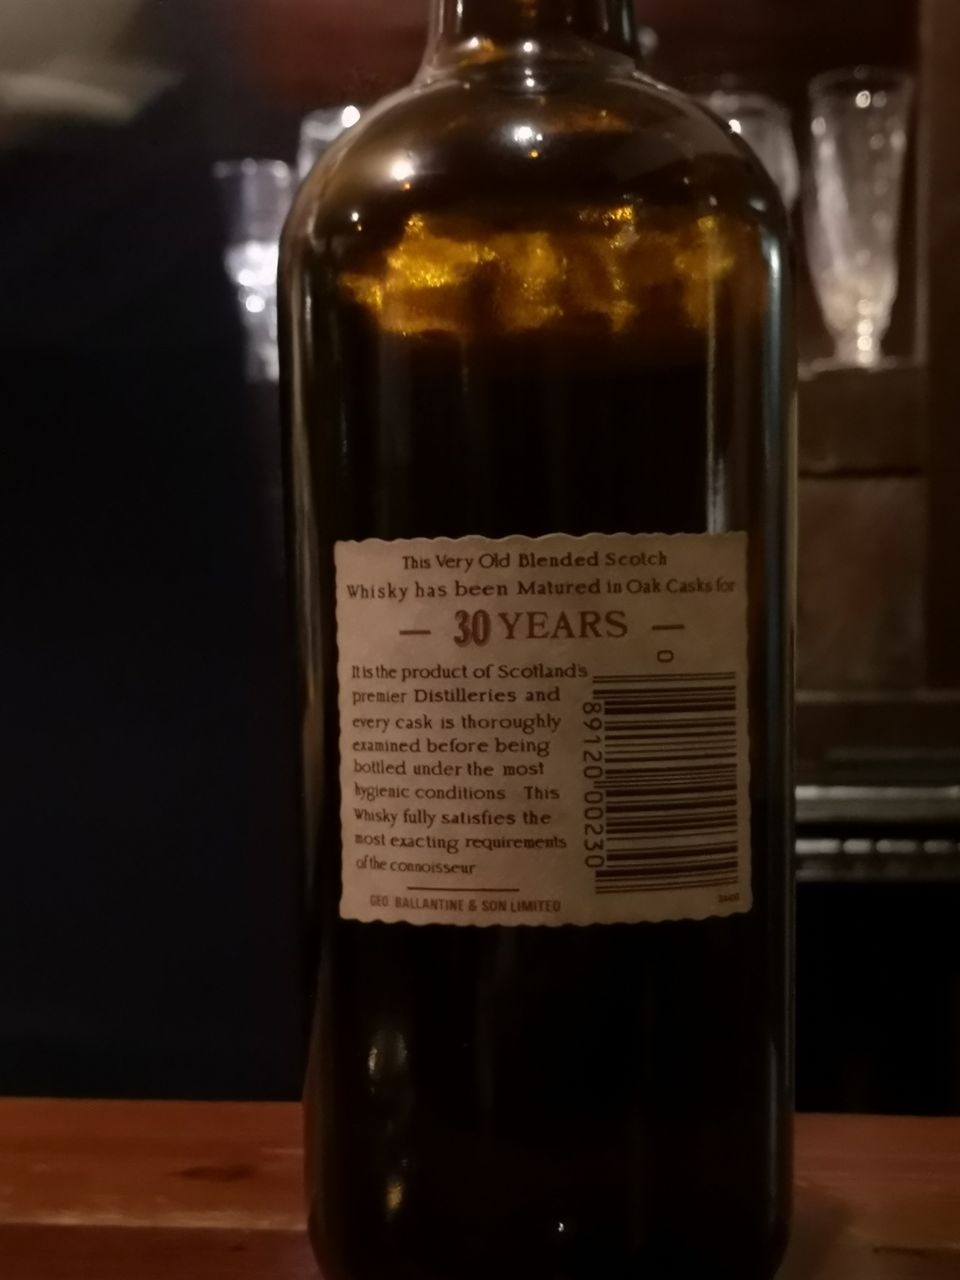 This Very Old Blended Scotch
Whisky has been Matured in Oak Casks for
— 30 YEARS —
It is the product of Scotland's
premier Distilleries and
every cask is thoroughly
examined before being
bottled under the most
hygienic conditions This
Whisky fully satisfies the
most exacting requirements
of the connoisseur
GEO. BALLANTINE & SON LIMITED
0 89120 00230